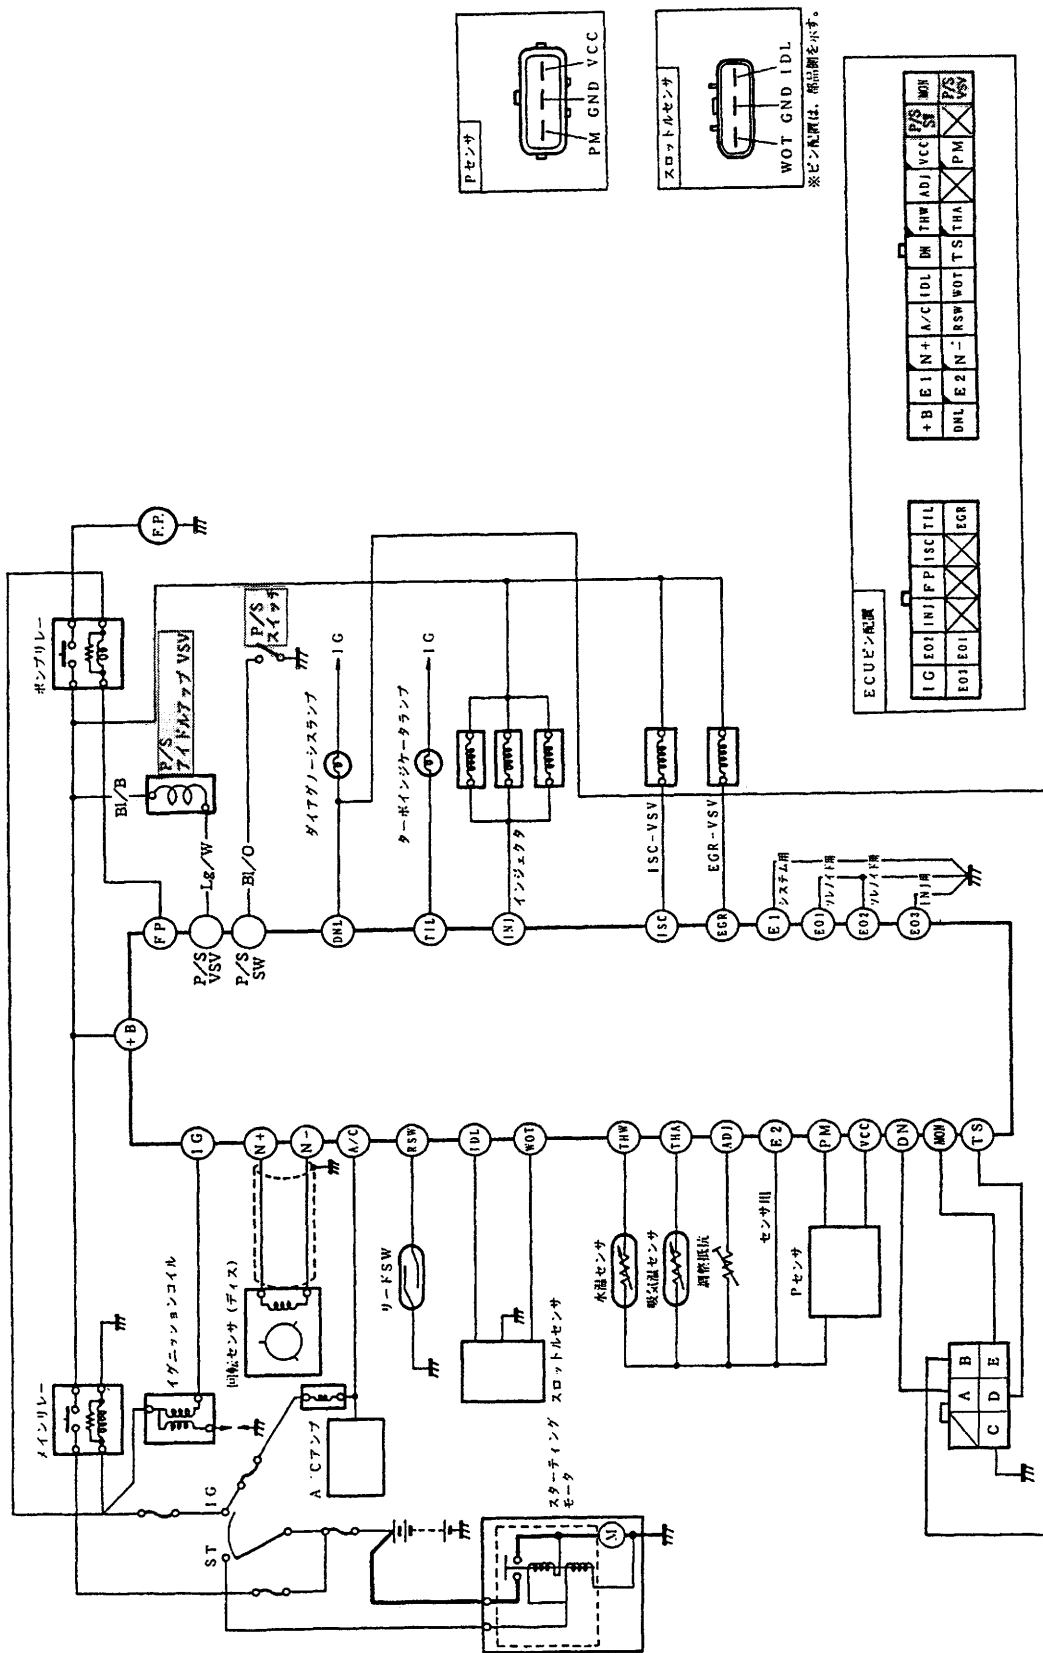 メインリレー
イグニッションコイル
回転センサ (ディス)
IG
ST
A/Cアンプ
スターティング
モータ
M
リードSW
スロットルセンサ
水温センサ
吸気温センサ
調整抵抗
センサ用
Pセンサ
A
B
C
D
E
IG
N+
N-
A/C
RSW
IDL
WOT
THW
THA
ADJ
E2
PM
VCC
DN
MON
TS
+B
FP
P/S
VSV
P/S
SW
DNL
TIL
INJ
ISC
EGR
E1
EO1
EO2
EO3
Lg/W
Bl/O
Bl/B
ポンプリレー
P/S
アイドルアップ VSV
P/S
スイッチ
F.P.
ダイアグノーシスランプ
IG
ターボインジケータランプ
IG
インジェクタ
ISC-VSV
EGR-VSV
システム用
ソレノイド用
ソレノイド用
INJ用
Pセンサ
PM GND VCC
スロットルセンサ
WOT GND IDL
※ピン配置は、部品側を示す。
ECUピン配置
IG EO2 INJ FP ISC TIL
EO3 EO1 EGR
+B E1 N+ A/C IDL DN THW ADJ VCC P/S SW MON
DNL E2 N- RSW WOT TS THA PM P/S VSV